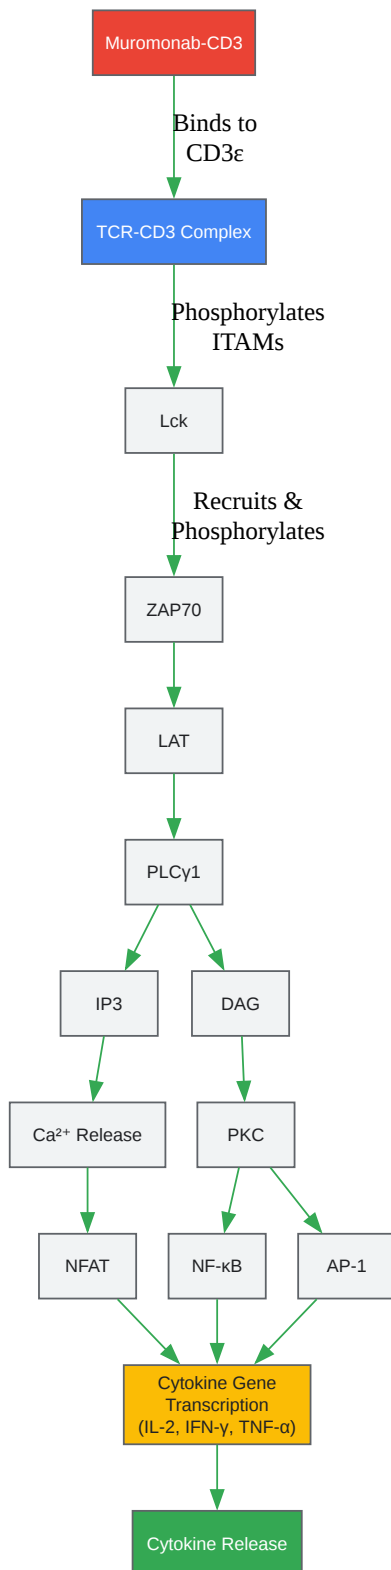 Muromonab-CD3
Binds to
CD3ε
TCR-CD3 Complex
Phosphorylates
ITAMs
Lck
Recruits &
Phosphorylates
ZAP70
LAT
PLCγ1
IP3
DAG
Ca²⁺ Release
PKC
NFAT
NF-κB
AP-1
Cytokine Gene
Transcription
(IL-2, IFN-γ, TNF-α)
Cytokine Release